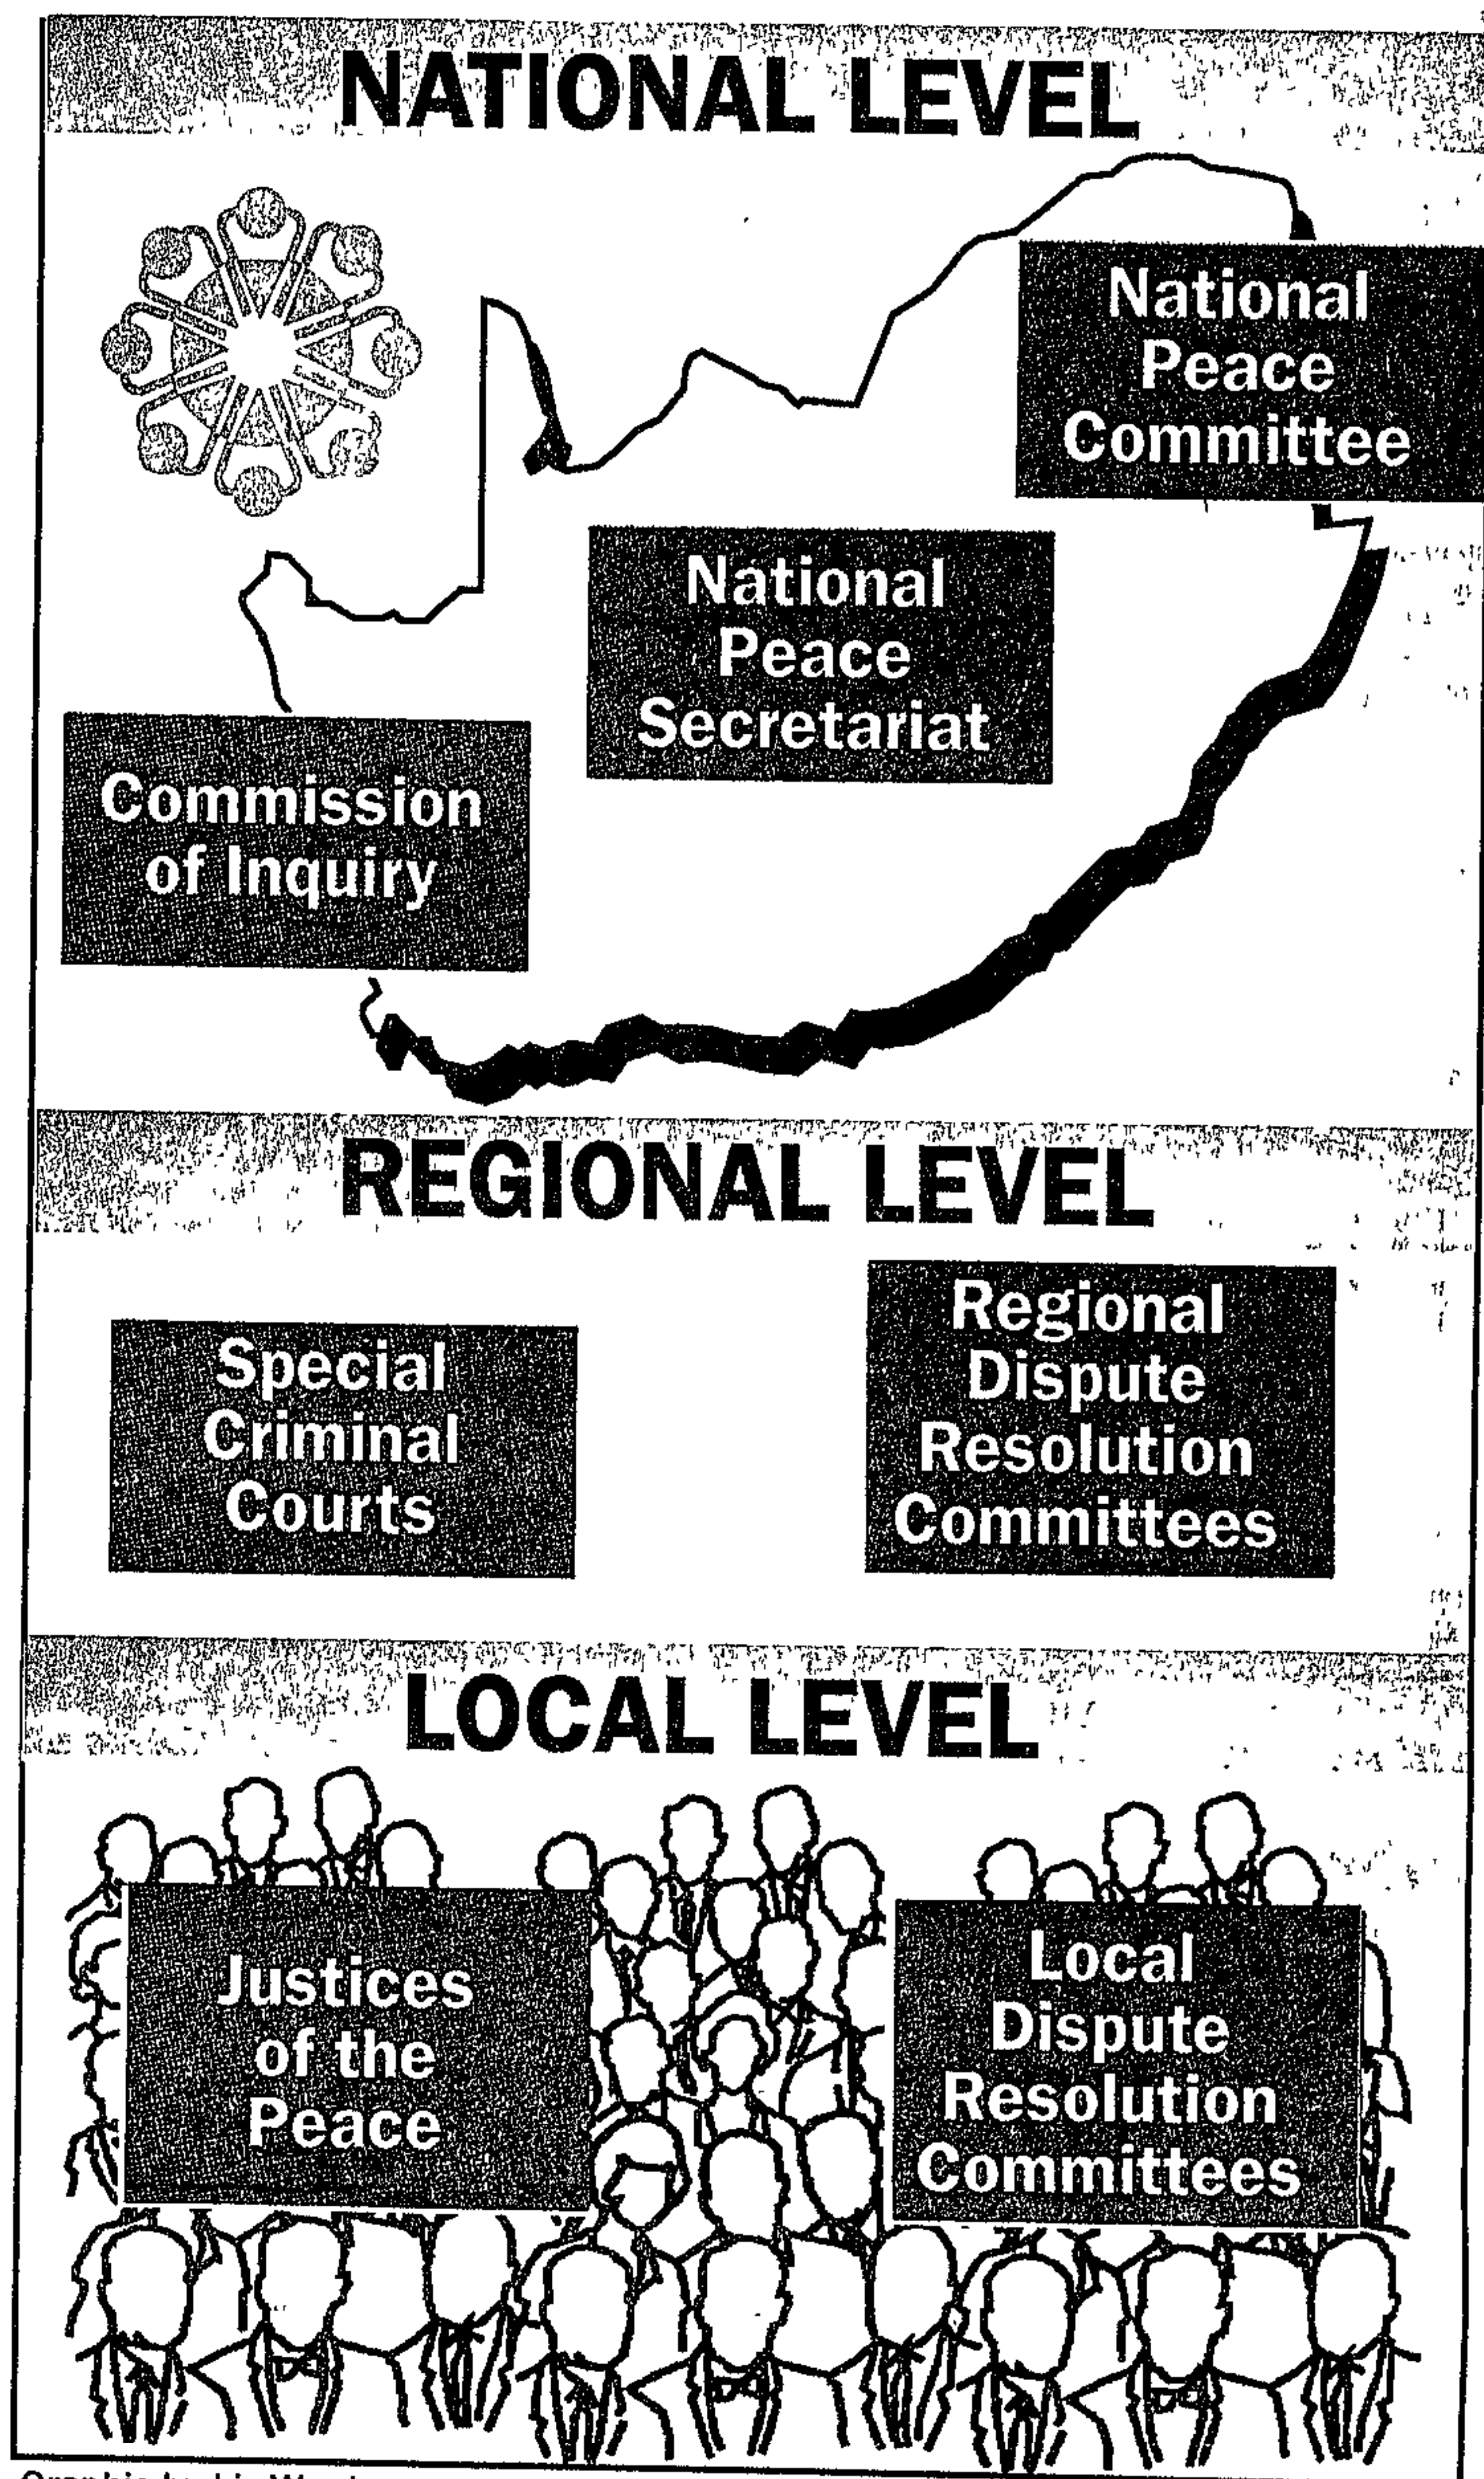 NATIONAL LEVEL
National
Peace
Committee
National
Peace
Secretariat
Commission
of Inquiry
REGIONAL LEVEL
Regional
Dispute
Resolution
Committees
Special
Criminal
Courts
LOCAL LEVEL
Justices
of the
Peace
Local
Dispute
Resolution
Committees